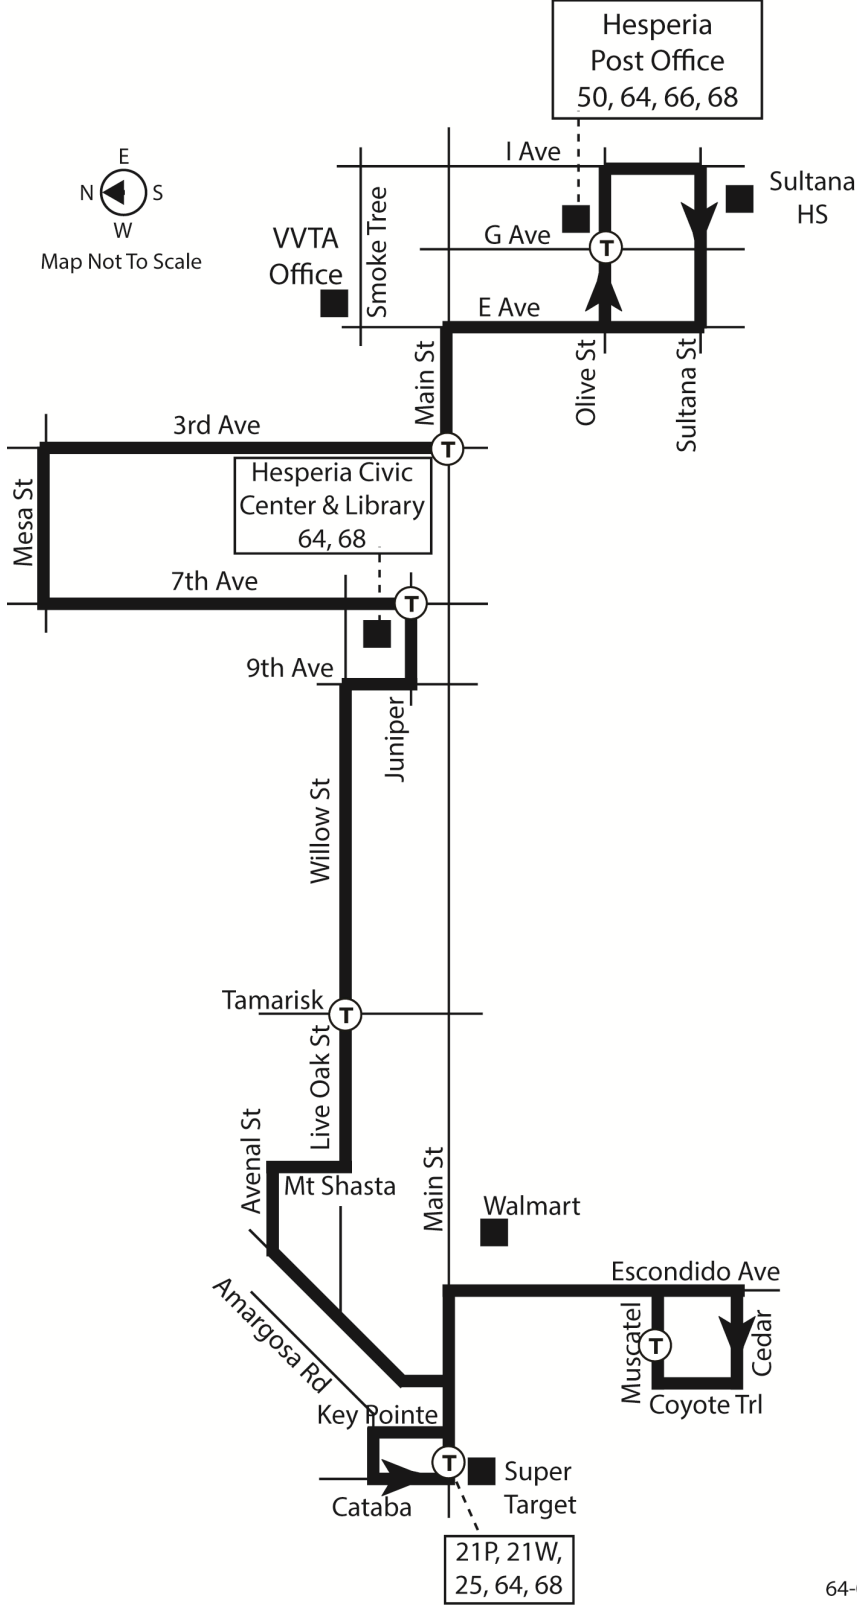 Hesperia
Post Office
50, 64, 66, 68
E
N
S
W
Map Not To Scale
VVTA
Office
Smoke Tree
I Ave
G Ave
E Ave
Sultana
HS
T
Main St
Olive St
Sultana St
3rd Ave
T
Mesa St
Hesperia Civic
Center & Library
64, 68
7th Ave
T
9th Ave
Juniper
Willow St
Tamarisk
T
Live Oak St
Avenal St
Mt Shasta
Main St
Walmart
Escondido Ave
Amargosa Rd
Muscatel
T
Cedar
Coyote Trl
Key Pointe
T
Super
Target
Cataba
21P, 21W,
25, 64, 68